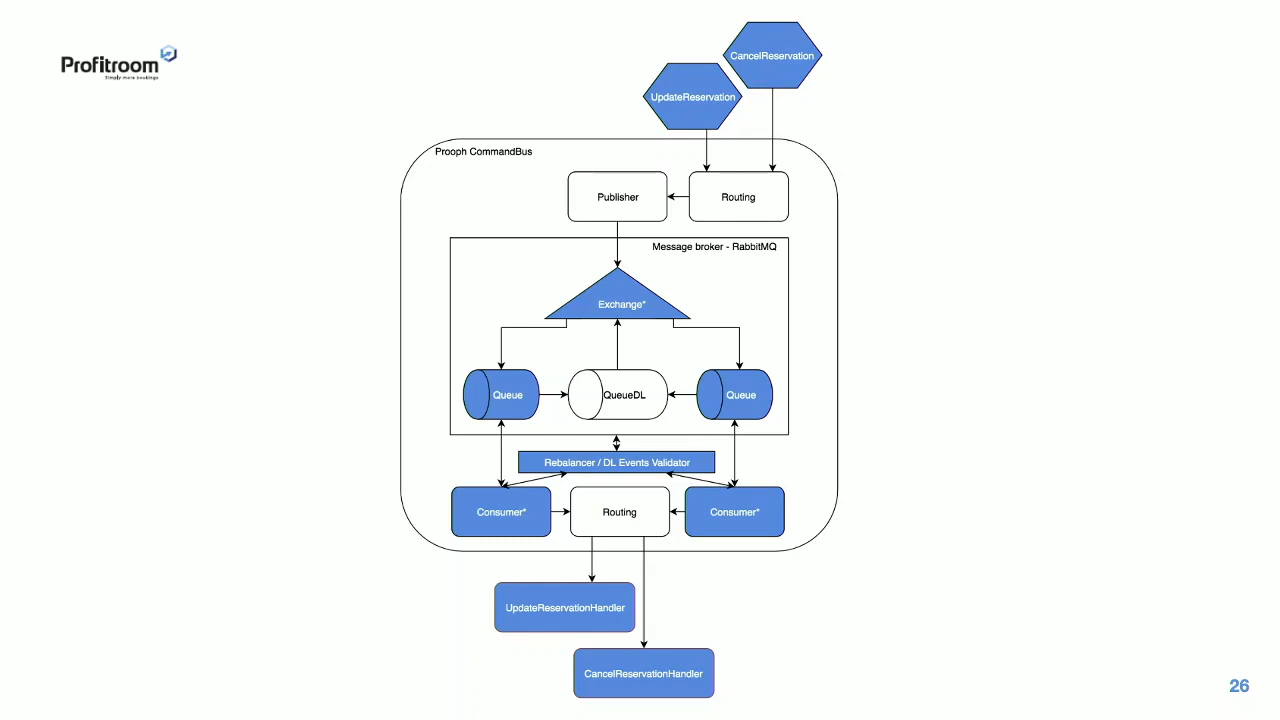 Profitroom
Simply more bookings
CancelReservation
UpdateReservation
Prooph CommandBus
Publisher
Routing
Message broker - RabbitMQ
Exchange*
Queue
QueueDL
Queue
Rebalancer / DL Events Validator
Consumer*
Routing
Consumer*
UpdateReservationHandler
CancelReservationHandler
26